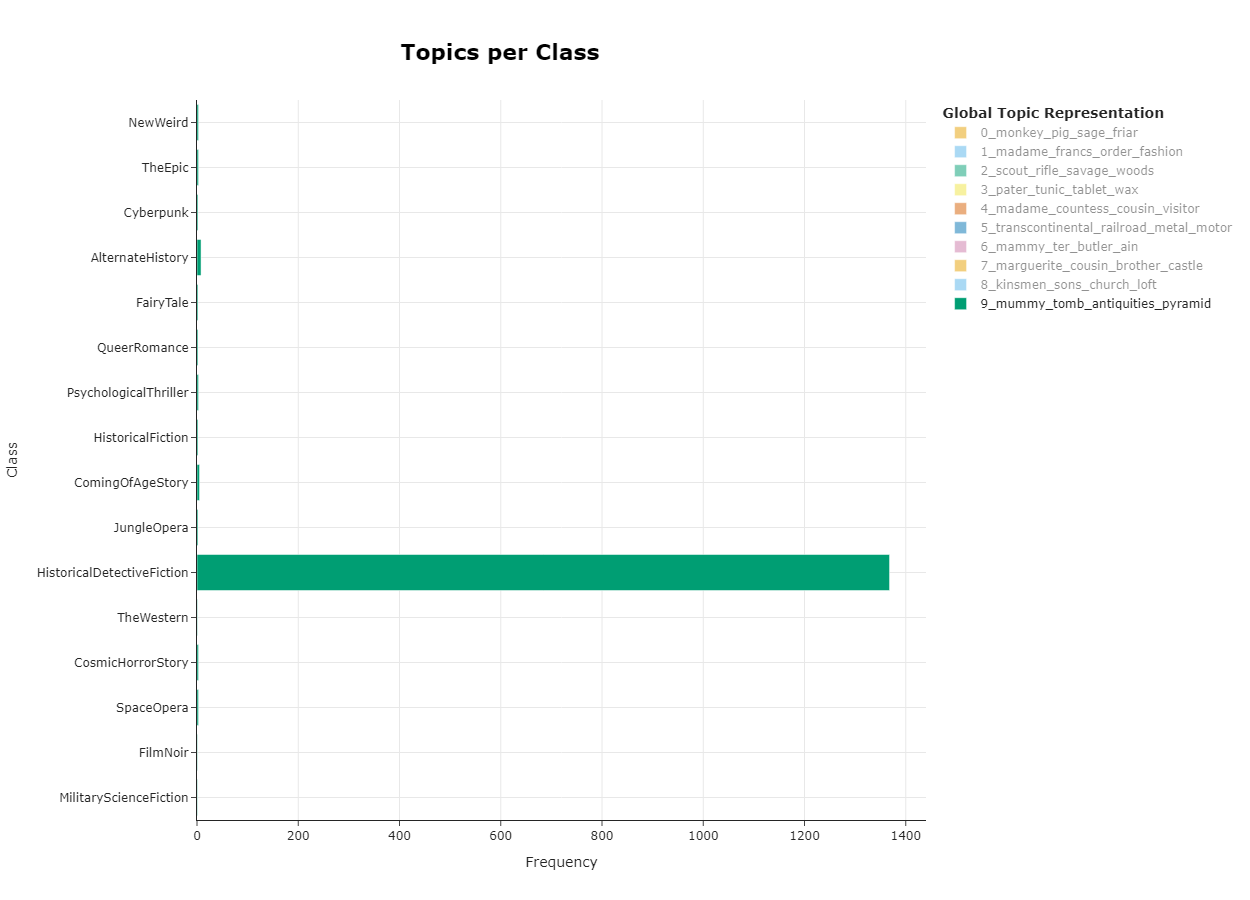 Topics per Class
NewWeird
TheEpic
Cyberpunk
AlternateHistory
FairyTale
QueerRomance
PsychologicalThriller
HistoricalFiction
ComingOfAgeStory
JungleOpera
HistoricalDetectiveFiction
TheWestern
CosmicHorrorStory
SpaceOpera
FilmNoir
MilitaryScienceFiction
Class
0 200 400 600 800 1000 1200 1400
Frequency
Global Topic Representation
0_monkey_pig_sage_friar
1_madame_francs_order_fashion
2_scout_rifle_savage_woods
3_pater_tunic_tablet_wax
4_madame_countess_cousin_visitor
5_transcontinental_railroad_metal_motor
6_mammy_ter_butler_ain
7_marguerite_cousin_brother_castle
8_kinsmen_sons_church_loft
9_mummy_tomb_antiquities_pyramid